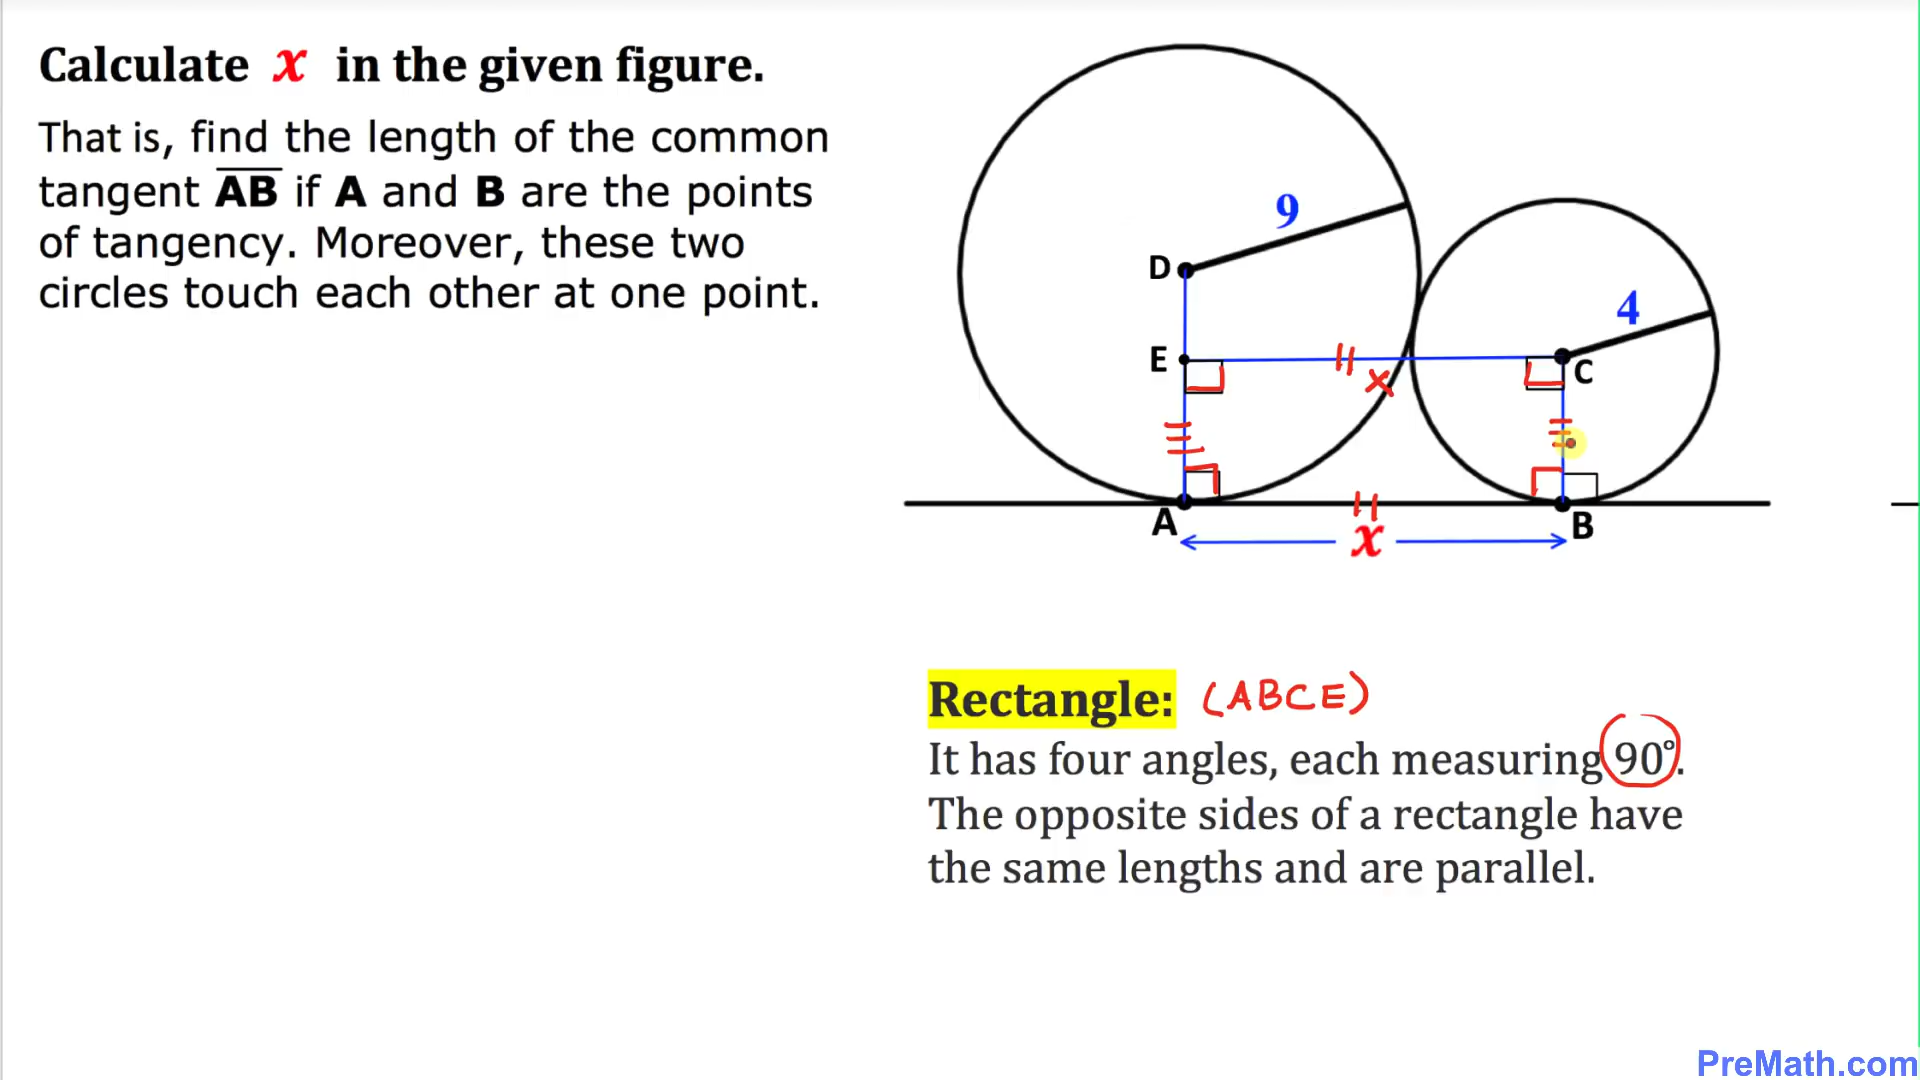 Calculate x in the given figure.
That is, find the length of the common
tangent AB if A and B are the points
of tangency. Moreover, these two
circles touch each other at one point.
9
D
4
E
x
C
A
x
B
Rectangle: (ABCE)
It has four angles, each measuring 90°.
The opposite sides of a rectangle have
the same lengths and are parallel.
PreMath.com